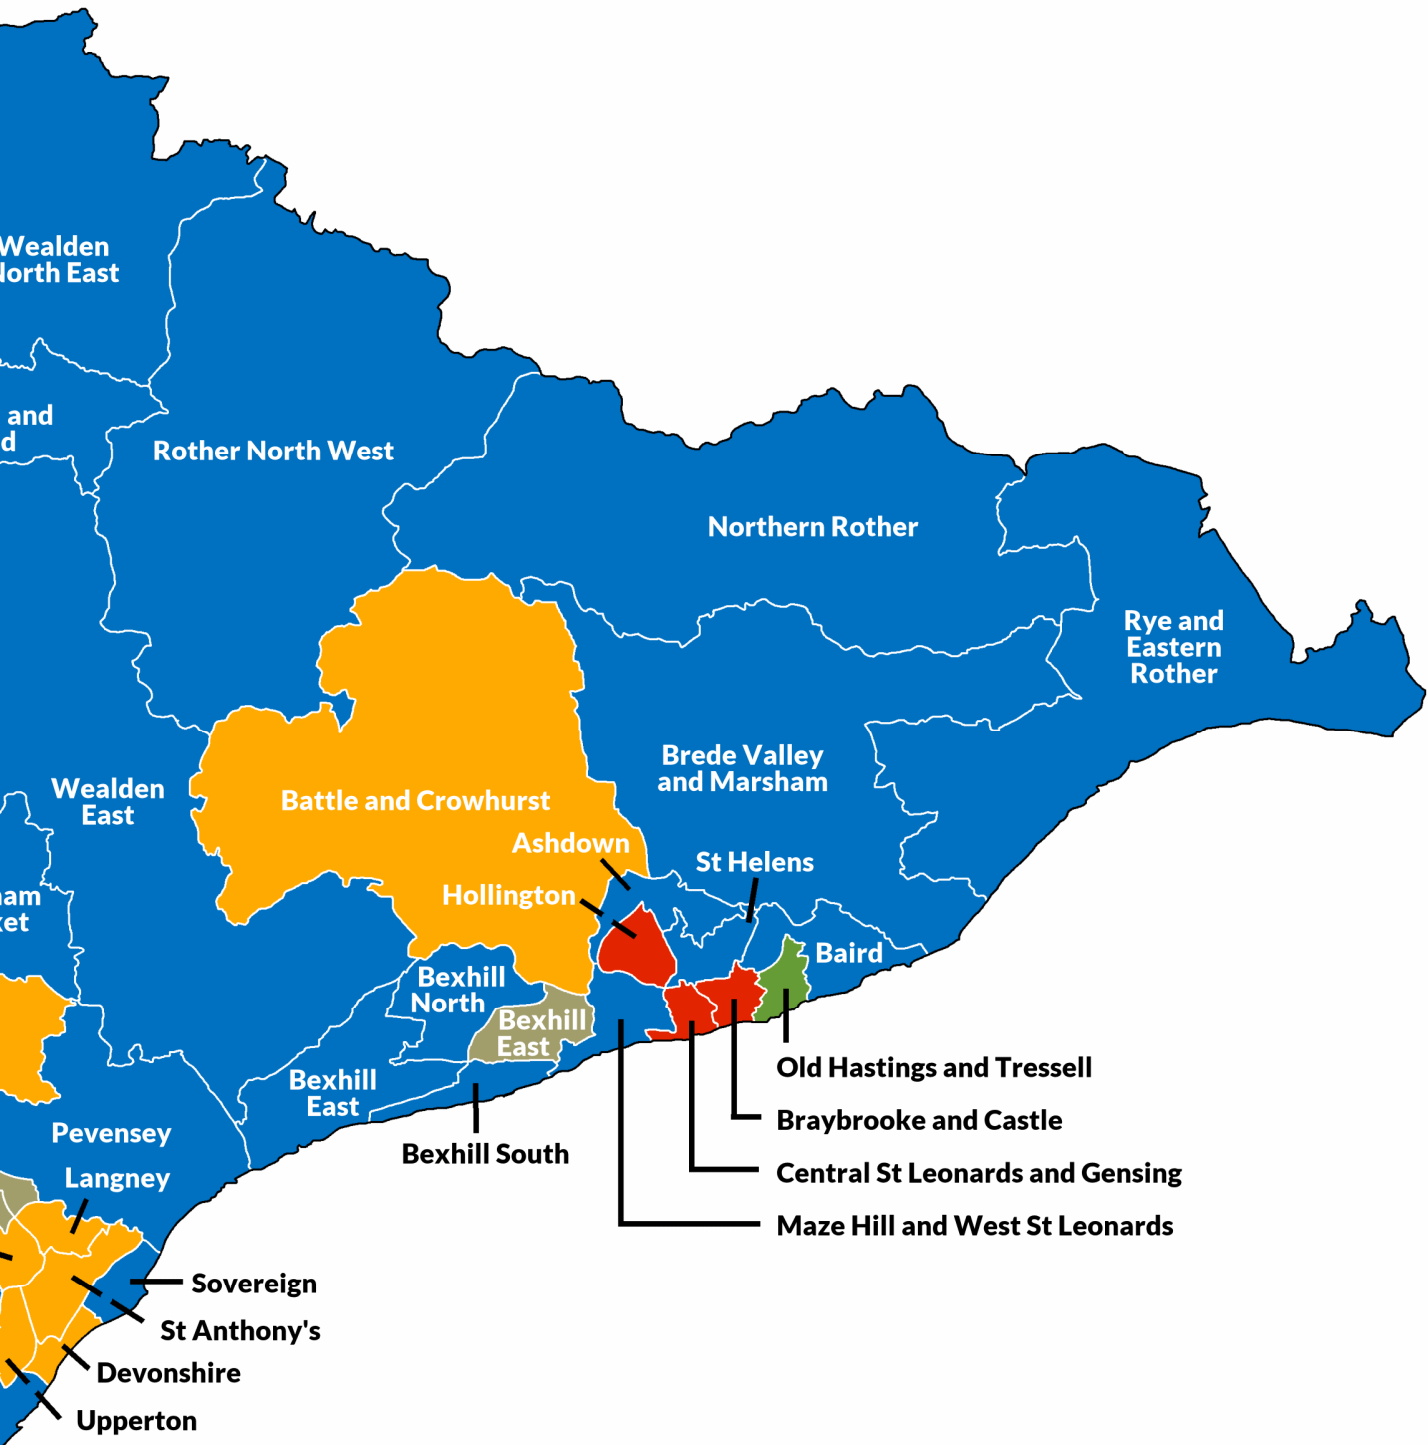 Wealden
North East
and
d
Rother North West
Northern Rother
Rye and
Eastern
Rother
Brede Valley
and Marsham
Wealden
East
Battle and Crowhurst
Ashdown
St Helens
Hollington
am
et
Baird
Bexhill
North
Bexhill
East
Old Hastings and Tressell
Bexhill
East
Braybrooke and Castle
Pevensey
Bexhill South
Central St Leonards and Gensing
Langney
Maze Hill and West St Leonards
Sovereign
St Anthony's
Devonshire
Upperton